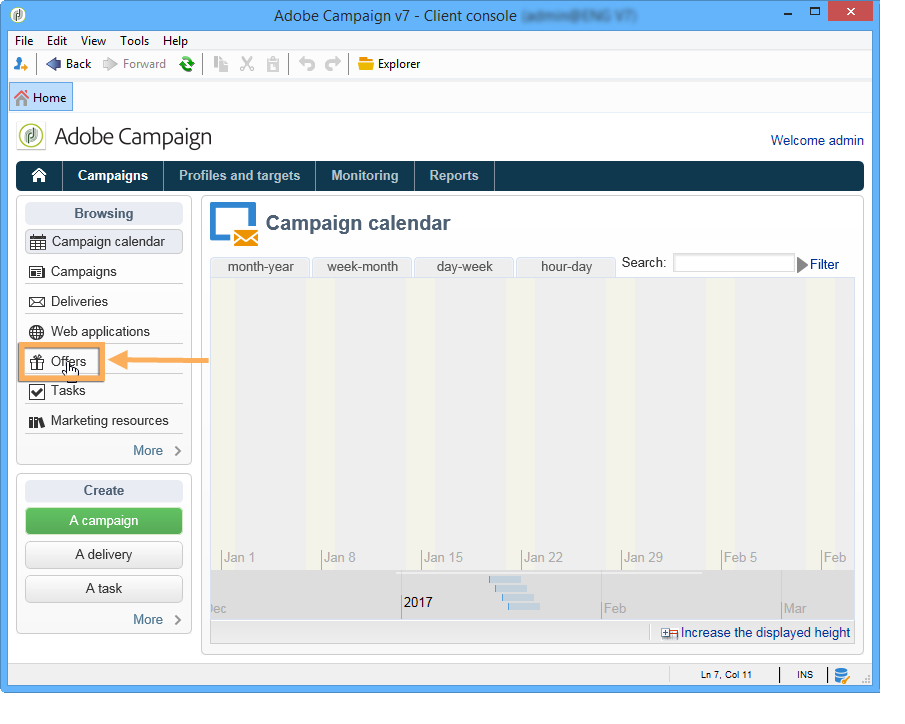 Adobe Campaign v7 - Client console (admin@ENG V7)
File Edit View Tools Help
Back Forward Explorer
Home
Adobe Campaign
Welcome admin
Campaigns Profiles and targets Monitoring Reports
Browsing
Campaign calendar
Campaigns
Deliveries
Web applications
Offers
Tasks
Marketing resources
More
Create
A campaign
A delivery
A task
More
Campaign calendar
month-year week-month day-week hour-day Search: Filter
Jan 1 Jan 8 Jan 15 Jan 22 Jan 29 Feb 5 Feb
Dec 2017 Feb Mar
Increase the displayed height
Ln 7, Col 11 INS